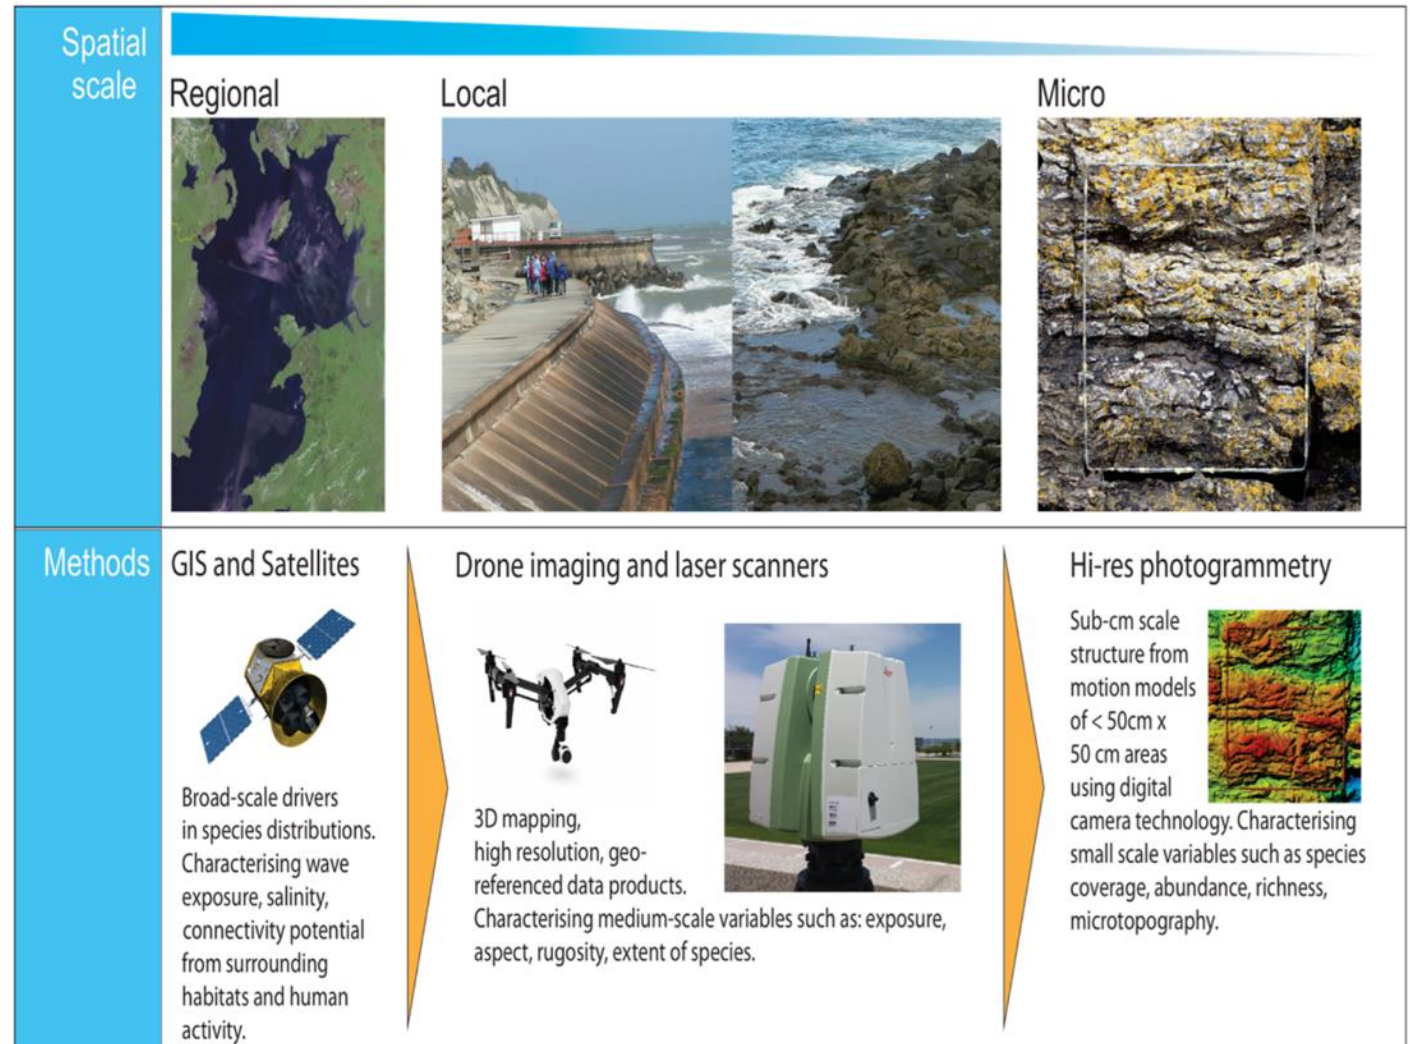 Spatial
scale
Regional
Local
Micro
Methods
GIS and Satellites
Broad-scale drivers
in species distributions.
Characterising wave
exposure, salinity,
connectivity potential
from surrounding
habitats and human
activity.
Drone imaging and laser scanners
3D mapping,
high resolution, geo-
referenced data products.
Characterising medium-scale variables such as: exposure,
aspect, rugosity, extent of species.
Hi-res photogrammetry
Sub-cm scale
structure from
motion models
of < 50cm x
50 cm areas
using digital
camera technology. Characterising
small scale variables such as species
coverage, abundance, richness,
microtopography.